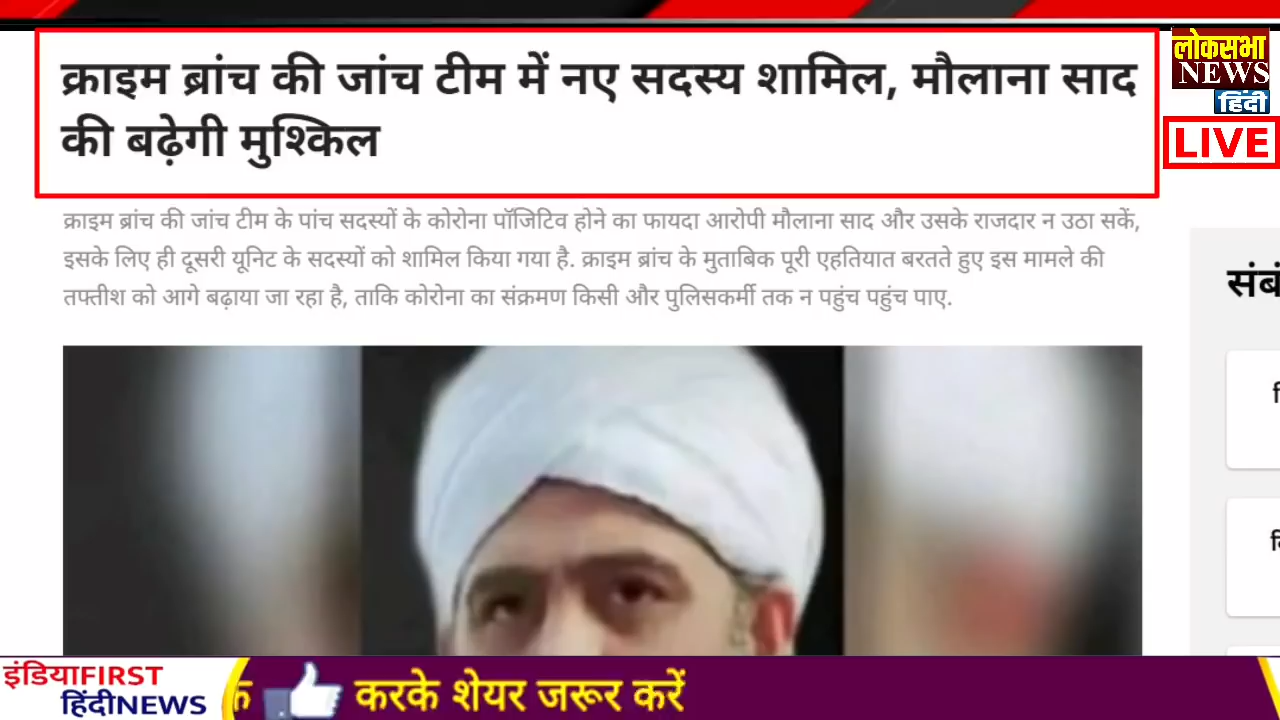 क्राइम ब्रांच की जांच टीम में नए सदस्य शामिल, मौलाना साद
की बढ़ेगी मुश्किल
लोकसभा
NEWS
हिंदी
LIVE
क्राइम ब्रांच की जांच टीम के पांच सदस्यों के कोरोना पॉजिटिव होने का फायदा आरोपी मौलाना साद और उसके राजदार न उठा सकें,
इसके लिए ही दूसरी यूनिट के सदस्यों को शामिल किया गया है. क्राइम ब्रांच के मुताबिक पूरी एहतियात बरतते हुए इस मामले की
तफ्तीश को आगे बढ़ाया जा रहा है, ताकि कोरोना का संक्रमण किसी और पुलिसकर्मी तक न पहुंच पहुंच पाए.
इंडियाFIRST
हिंदीNEWS
करके शेयर जरूर करें